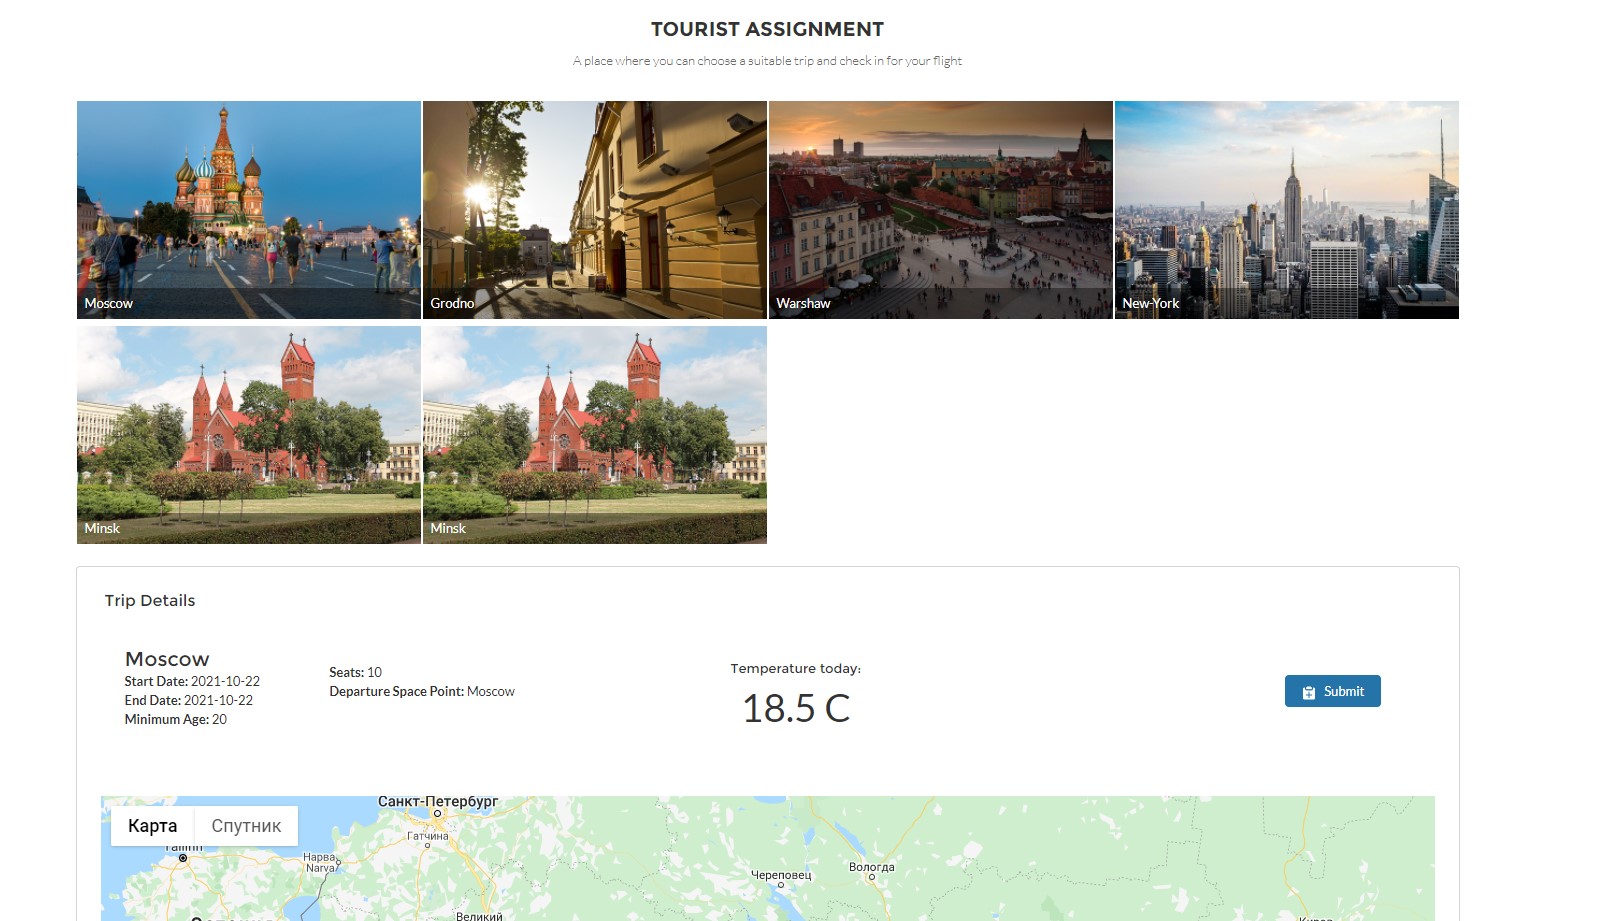 TOURIST ASSIGNMENT
A place where you can choose a suitable trip and check in for your flight
Moscow
Grodno
Warshaw
New-York
Minsk
Minsk
Trip Details
Moscow
Start Date: 2021-10-22
End Date: 2021-10-22
Minimum Age: 20
Seats: 10
Departure Space Point: Moscow
Temperature today:
18.5 C
Submit
Карта
Спутник
Санкт-Петербург
Гатчина
Tallinn
Нарва
Narva
Череповец
Вологда
Великий